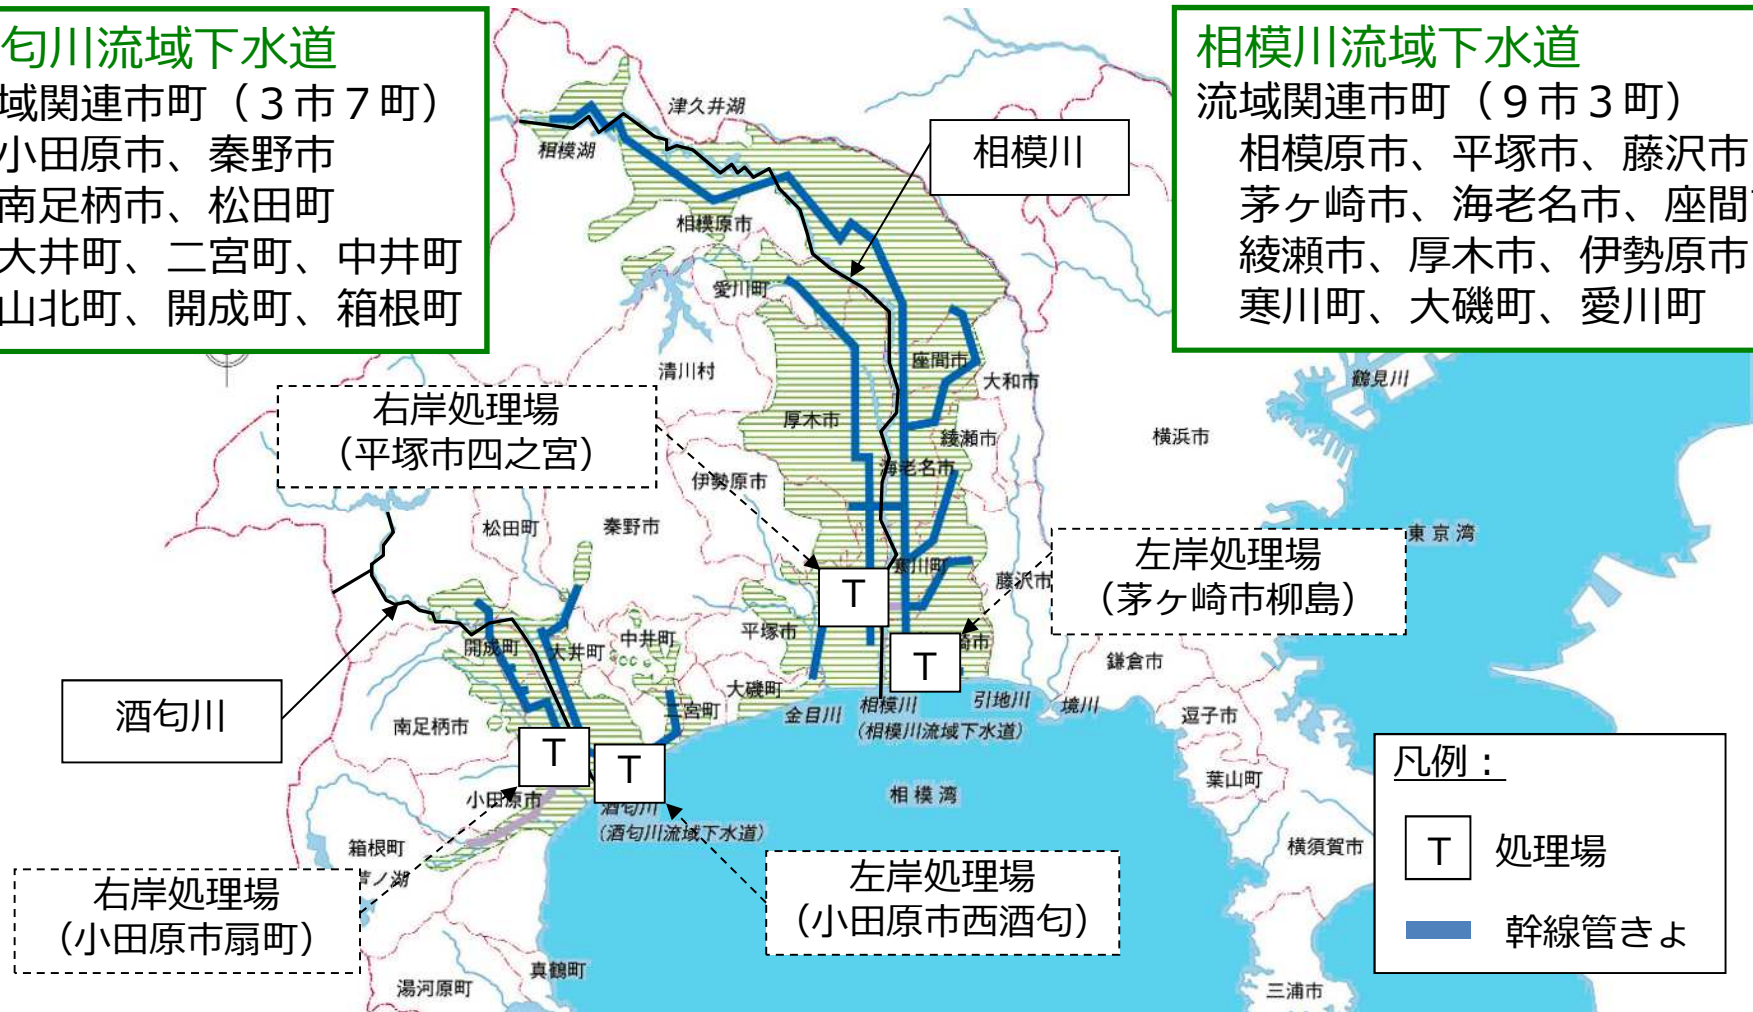 匂川流域下水道
域関連市町（３市７町）
小田原市、秦野市
南足柄市、松田町
大井町、二宮町、中井町
山北町、開成町、箱根町
相模川流域下水道
流域関連市町（９市３町）
相模原市、平塚市、藤沢市
茅ヶ崎市、海老名市、座間
綾瀬市、厚木市、伊勢原市
寒川町、大磯町、愛川町
津久井湖
相模湖
相模川
相模原市
愛川町
清川村
座間市
大和市
鶴見川
右岸処理場
（平塚市四之宮）
厚木市
綾瀬市
横浜市
海老名市
伊勢原市
松田町
秦野市
東京湾
左岸処理場
（茅ヶ崎市柳島）
寒川町
藤沢市
T
平塚市
中井町
大井町
開成町
崎市
T
鎌倉市
大磯町
二宮町
酒匂川
南足柄市
金目川
相模川
（相模川流域下水道）
引地川
境川
逗子市
T
T
葉山町
相模湾
小田原市
酒匂川
（酒匂川流域下水道）
箱根町
芦ノ湖
横須賀市
右岸処理場
（小田原市扇町）
左岸処理場
（小田原市西酒匂）
凡例：
T 処理場
幹線管きょ
湯河原町
真鶴町
三浦市